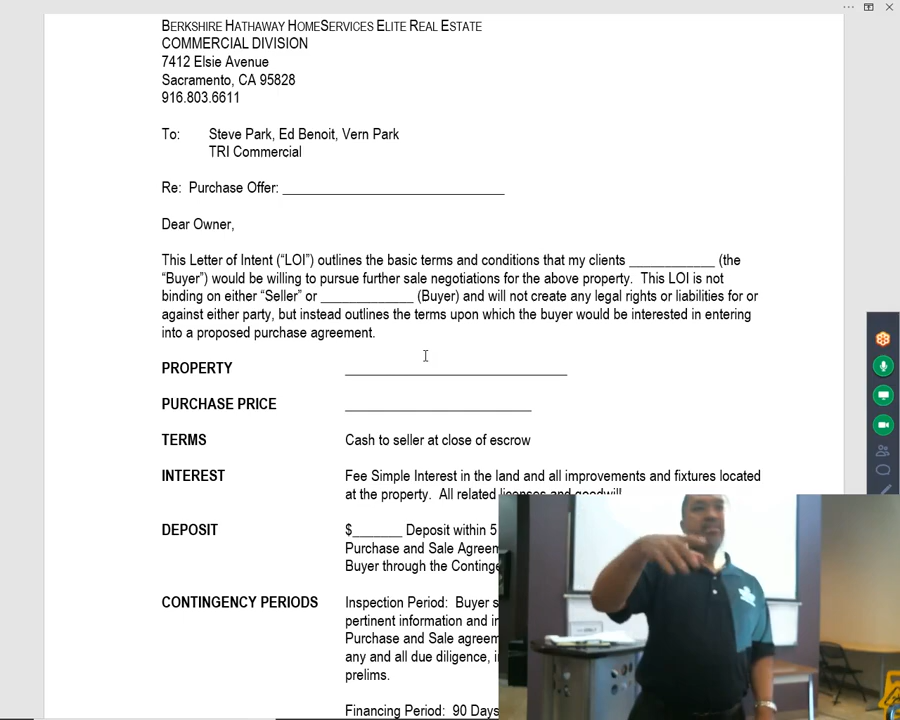 BERKSHIRE HATHAWAY HOMESERVICES ELITE REAL ESTATE
COMMERCIAL DIVISION
7412 Elsie Avenue
Sacramento, CA 95828
916.803.6611
To: Steve Park, Ed Benoit, Vern Park
TRI Commercial
Re: Purchase Offer: ______________________________
Dear Owner,
This Letter of Intent (“LOI”) outlines the basic terms and conditions that my clients ____________ (the
“Buyer”) would be willing to pursue further sale negotiations for the above property. This LOI is not
binding on either “Seller” or _____________ (Buyer) and will not create any legal rights or liabilities for or
against either party, but instead outlines the terms upon which the buyer would be interested in entering
into a proposed purchase agreement.
PROPERTY ______________________________
PURCHASE PRICE _________________________
TERMS Cash to seller at close of escrow
INTEREST Fee Simple Interest in the land and all improvements and fixtures located
at the property. All related licenses and goodwill
DEPOSIT $_______ Deposit within 5
Purchase and Sale Agreem
Buyer through the Continge
CONTINGENCY PERIODS Inspection Period: Buyer s
pertinent information and in
Purchase and Sale agreem
any and all due diligence, i
prelims.
Financing Period: 90 Days